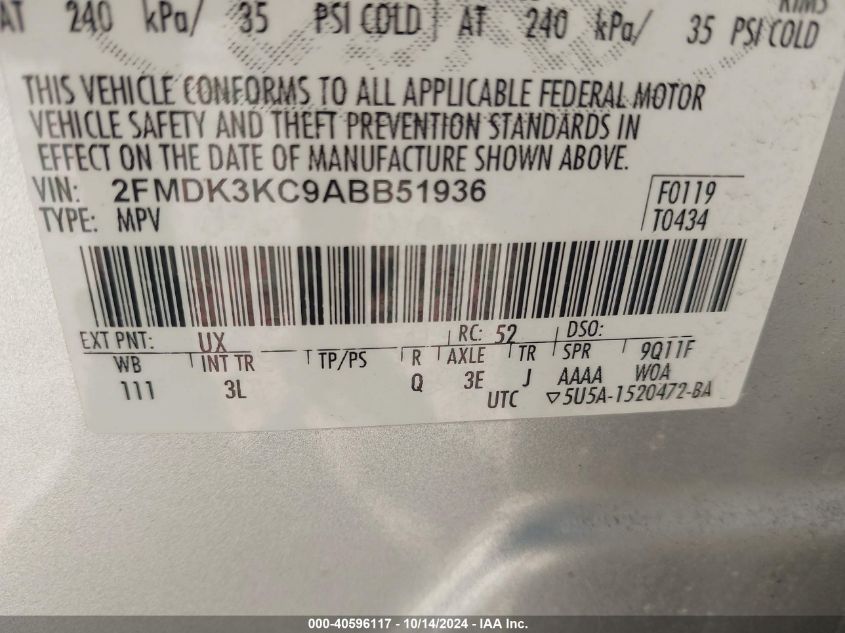 AT 240 kPa/ 35 PSI COLD AT 240 kPa/ 35 PSI COLD
THIS VEHICLE CONFORMS TO ALL APPLICABLE FEDERAL MOTOR
VEHICLE SAFETY AND THEFT PREVENTION STANDARDS IN
EFFECT ON THE DATE OF MANUFACTURE SHOWN ABOVE.
VIN: 2FMDK3KC9ABB51936 F0119
TYPE: MPV T0434
EXT PNT: UX RC: 52 DSO:
WB INT TR TP/PS R AXLE TR SPR 9Q11F
111 3L Q 3E J AAAA WOA
UTC ▽5U5A-1520472-BA
000-40596117 - 10/14/2024 - IAA Inc.